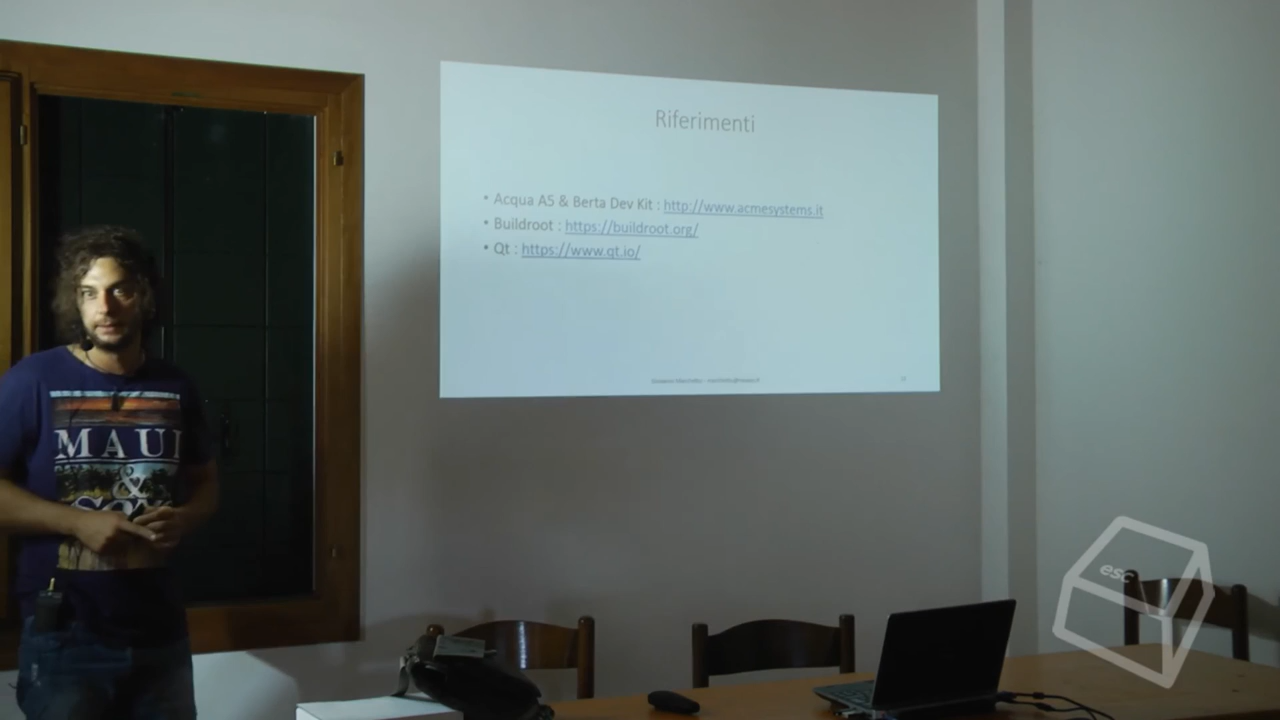 Riferimenti
• Acqua A5 & Berta Dev Kit : http://www.acmesystems.it
• Buildroot : https://buildroot.org/
• Qt : https://www.qt.io/
MAUI
&
esc